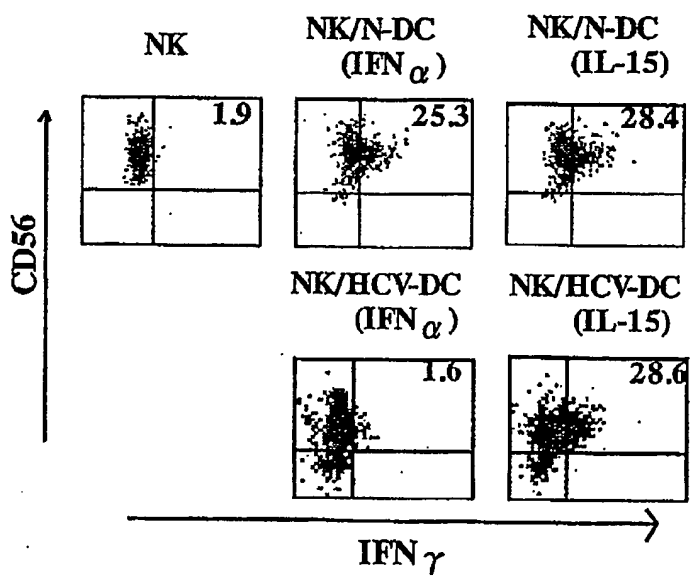 NK
NK/N-DC
(IFNα)
NK/N-DC
(IL-15)
1.9
25.3
28.4
CD56
NK/HCV-DC
(IFNα)
NK/HCV-DC
(IL-15)
1.6
28.6
IFNγ